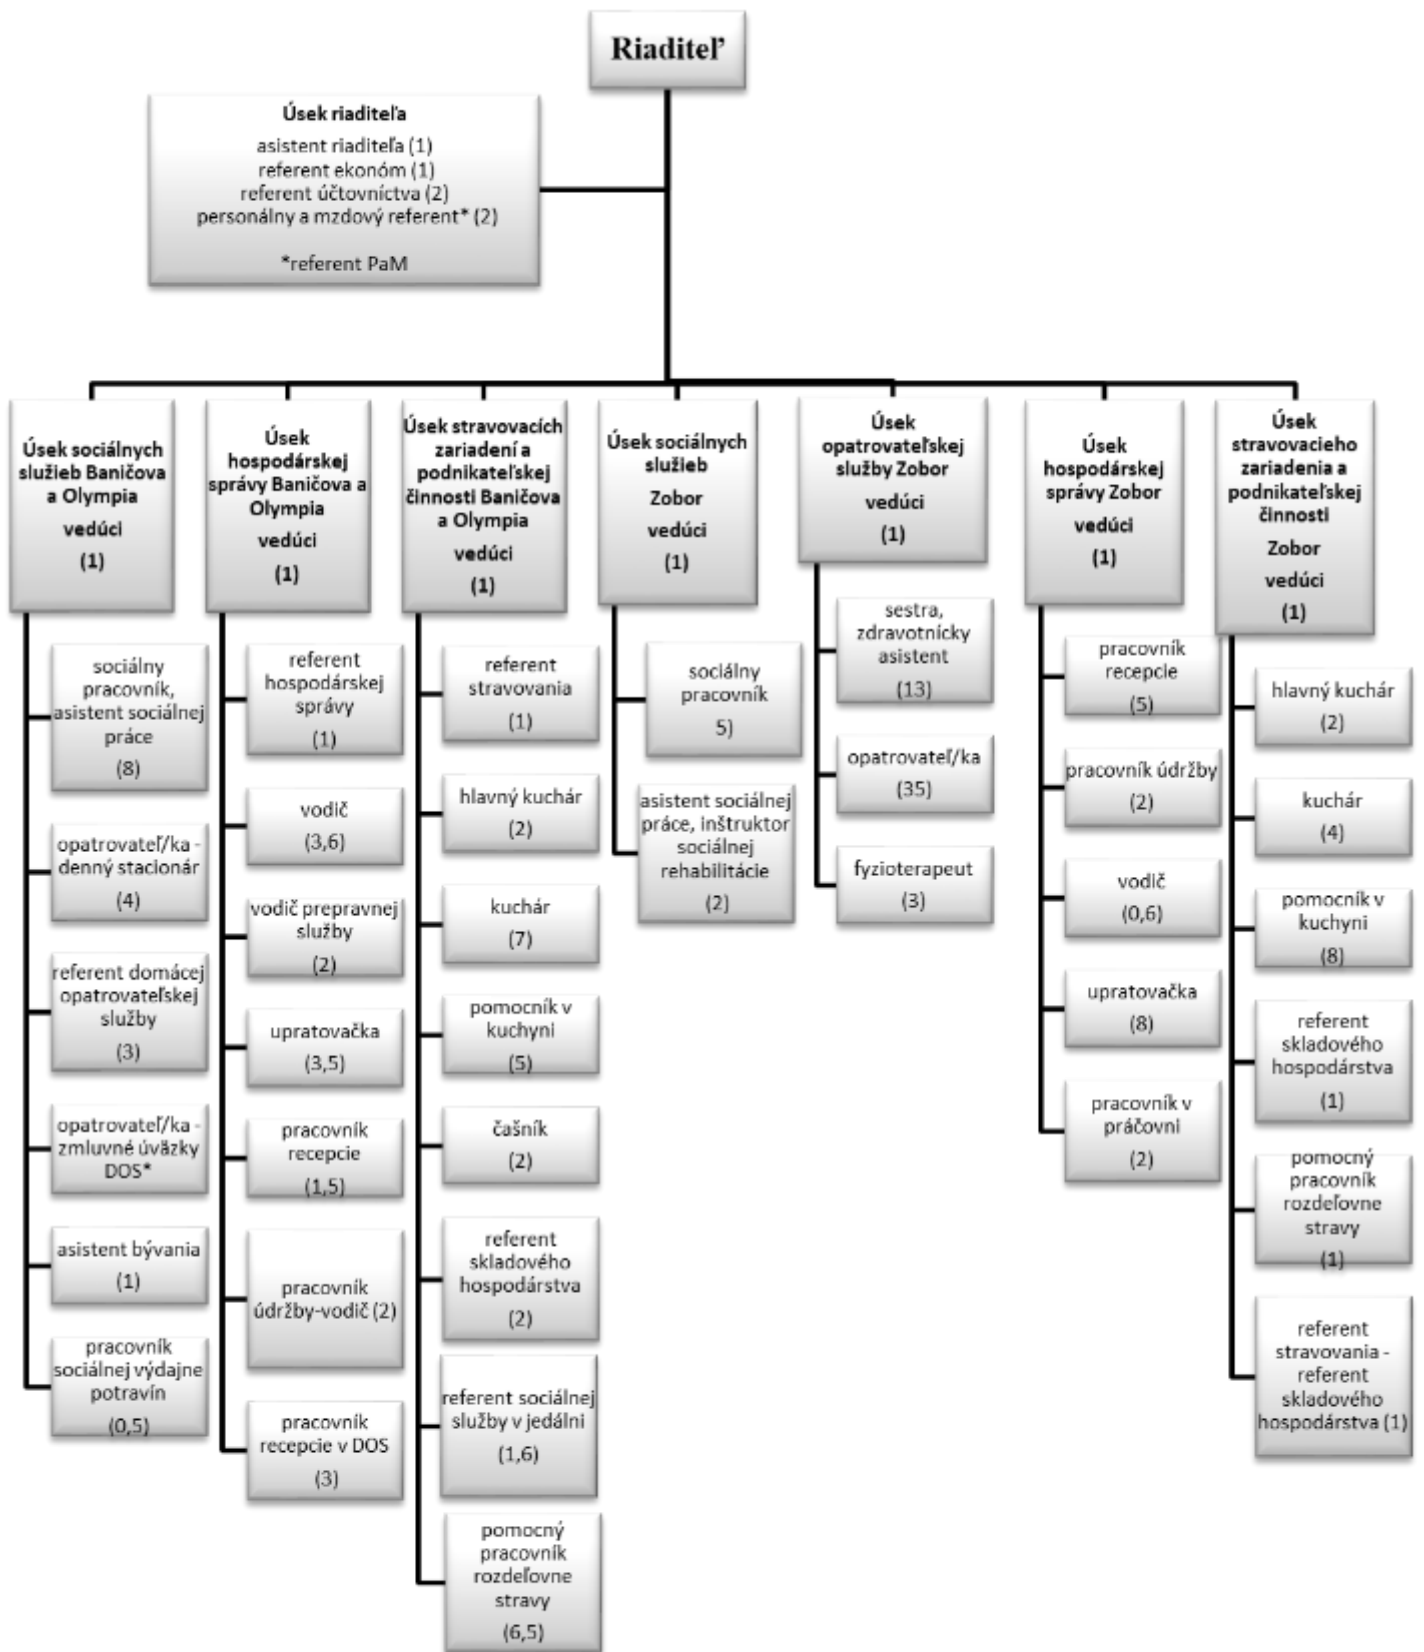 Riaditeľ
Úsek riaditeľa
asistent riaditeľa (1)
referent ekonóm (1)
referent účtovníctva (2)
personálny a mzdový referent* (2)
*referent PaM
Úsek sociálnych
služieb Baničova
a Olympia
vedúci
(1)
sociálny
pracovník,
asistent sociálnej
práce
(8)
opatrovateľ/ka -
denný stacionár
(4)
referent domácej
opatrovateľskej
služby
(3)
opatrovateľ/ka -
zmluvné úväzky
DOS*
asistent bývania
(1)
pracovník
sociálnej výdajne
potravín
(0,5)
Úsek
hospodárskej
správy Baničova a
Olympia
vedúci
(1)
referent
hospodárskej
správy
(1)
vodič
(3,6)
vodič prepravnej
služby
(2)
upratovačka
(3,5)
pracovník
recepcie
(1,5)
pracovník
údržby-vodič (2)
pracovník
recepcie v DOS
(3)
Úsek stravovacích
zariadení a
podnikateľskej
činnosti Baničova
a Olympia
vedúci
(1)
referent
stravovania
(1)
hlavný kuchár
(2)
kuchár
(7)
pomocník v
kuchyni
(5)
čašník
(2)
referent
skladového
hospodárstva
(2)
referent sociálnej
služby v jedálni
(1,6)
pomocný
pracovník
rozdeľovne
stravy
(6,5)
Úsek sociálnych
služieb
Zobor
vedúci
(1)
sociálny
pracovník
5)
asistent sociálnej
práce, inštruktor
sociálnej
rehabilitácie
(2)
Úsek
opatrovateľskej
služby Zobor
vedúci
(1)
sestra,
zdravotnícky
asistent
(13)
opatrovateľ/ka
(35)
fyzioterapeut
(3)
Úsek
hospodárskej
správy Zobor
vedúci
(1)
pracovník
recepcie
(5)
pracovník údržby
(2)
vodič
(0,6)
upratovačka
(8)
pracovník v
práčovni
(2)
Úsek
stravovacieho
zariadenia a
podnikateľskej
činnosti
Zobor
vedúci
(1)
hlavný kuchár
(2)
kuchár
(4)
pomocník v
kuchyni
(8)
referent
skladového
hospodárstva
(1)
pomocný
pracovník
rozdeľovne
stravy
(1)
referent
stravovania -
referent
skladového
hospodárstva (1)